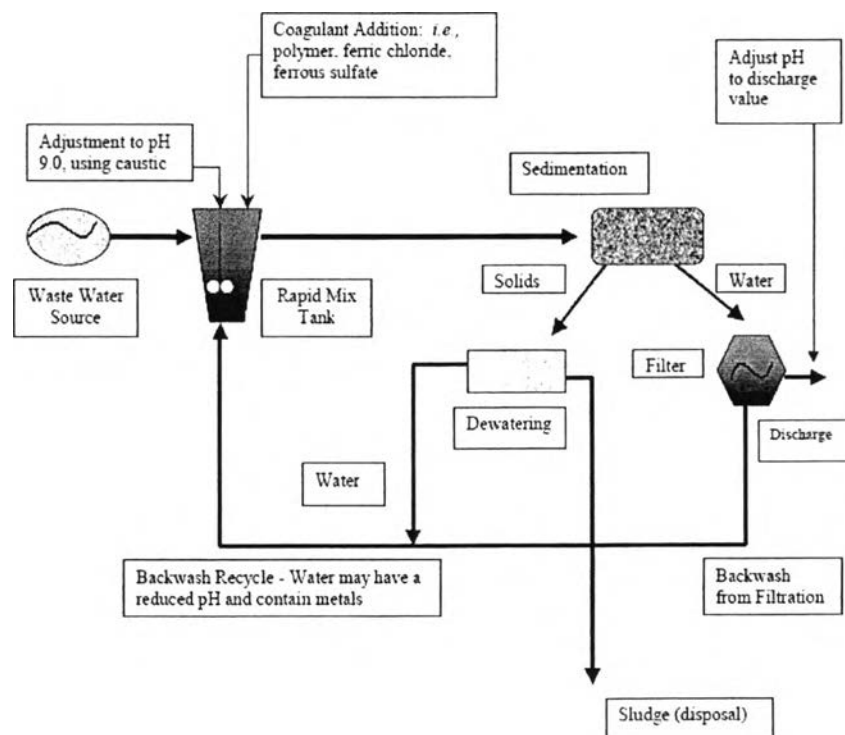 Coagulant Addition: i.e.,
polymer, ferric chloride,
ferrous sulfate
Adjust pH
to discharge
value
Adjustment to pH
9.0, using caustic
Sedimentation
Waste Water
Source
Rapid Mix
Tank
Solids
Water
Filter
Dewatering
Discharge
Water
Backwash Recycle - Water may have a
reduced pH and contain metals
Backwash
from Filtration
Sludge (disposal)